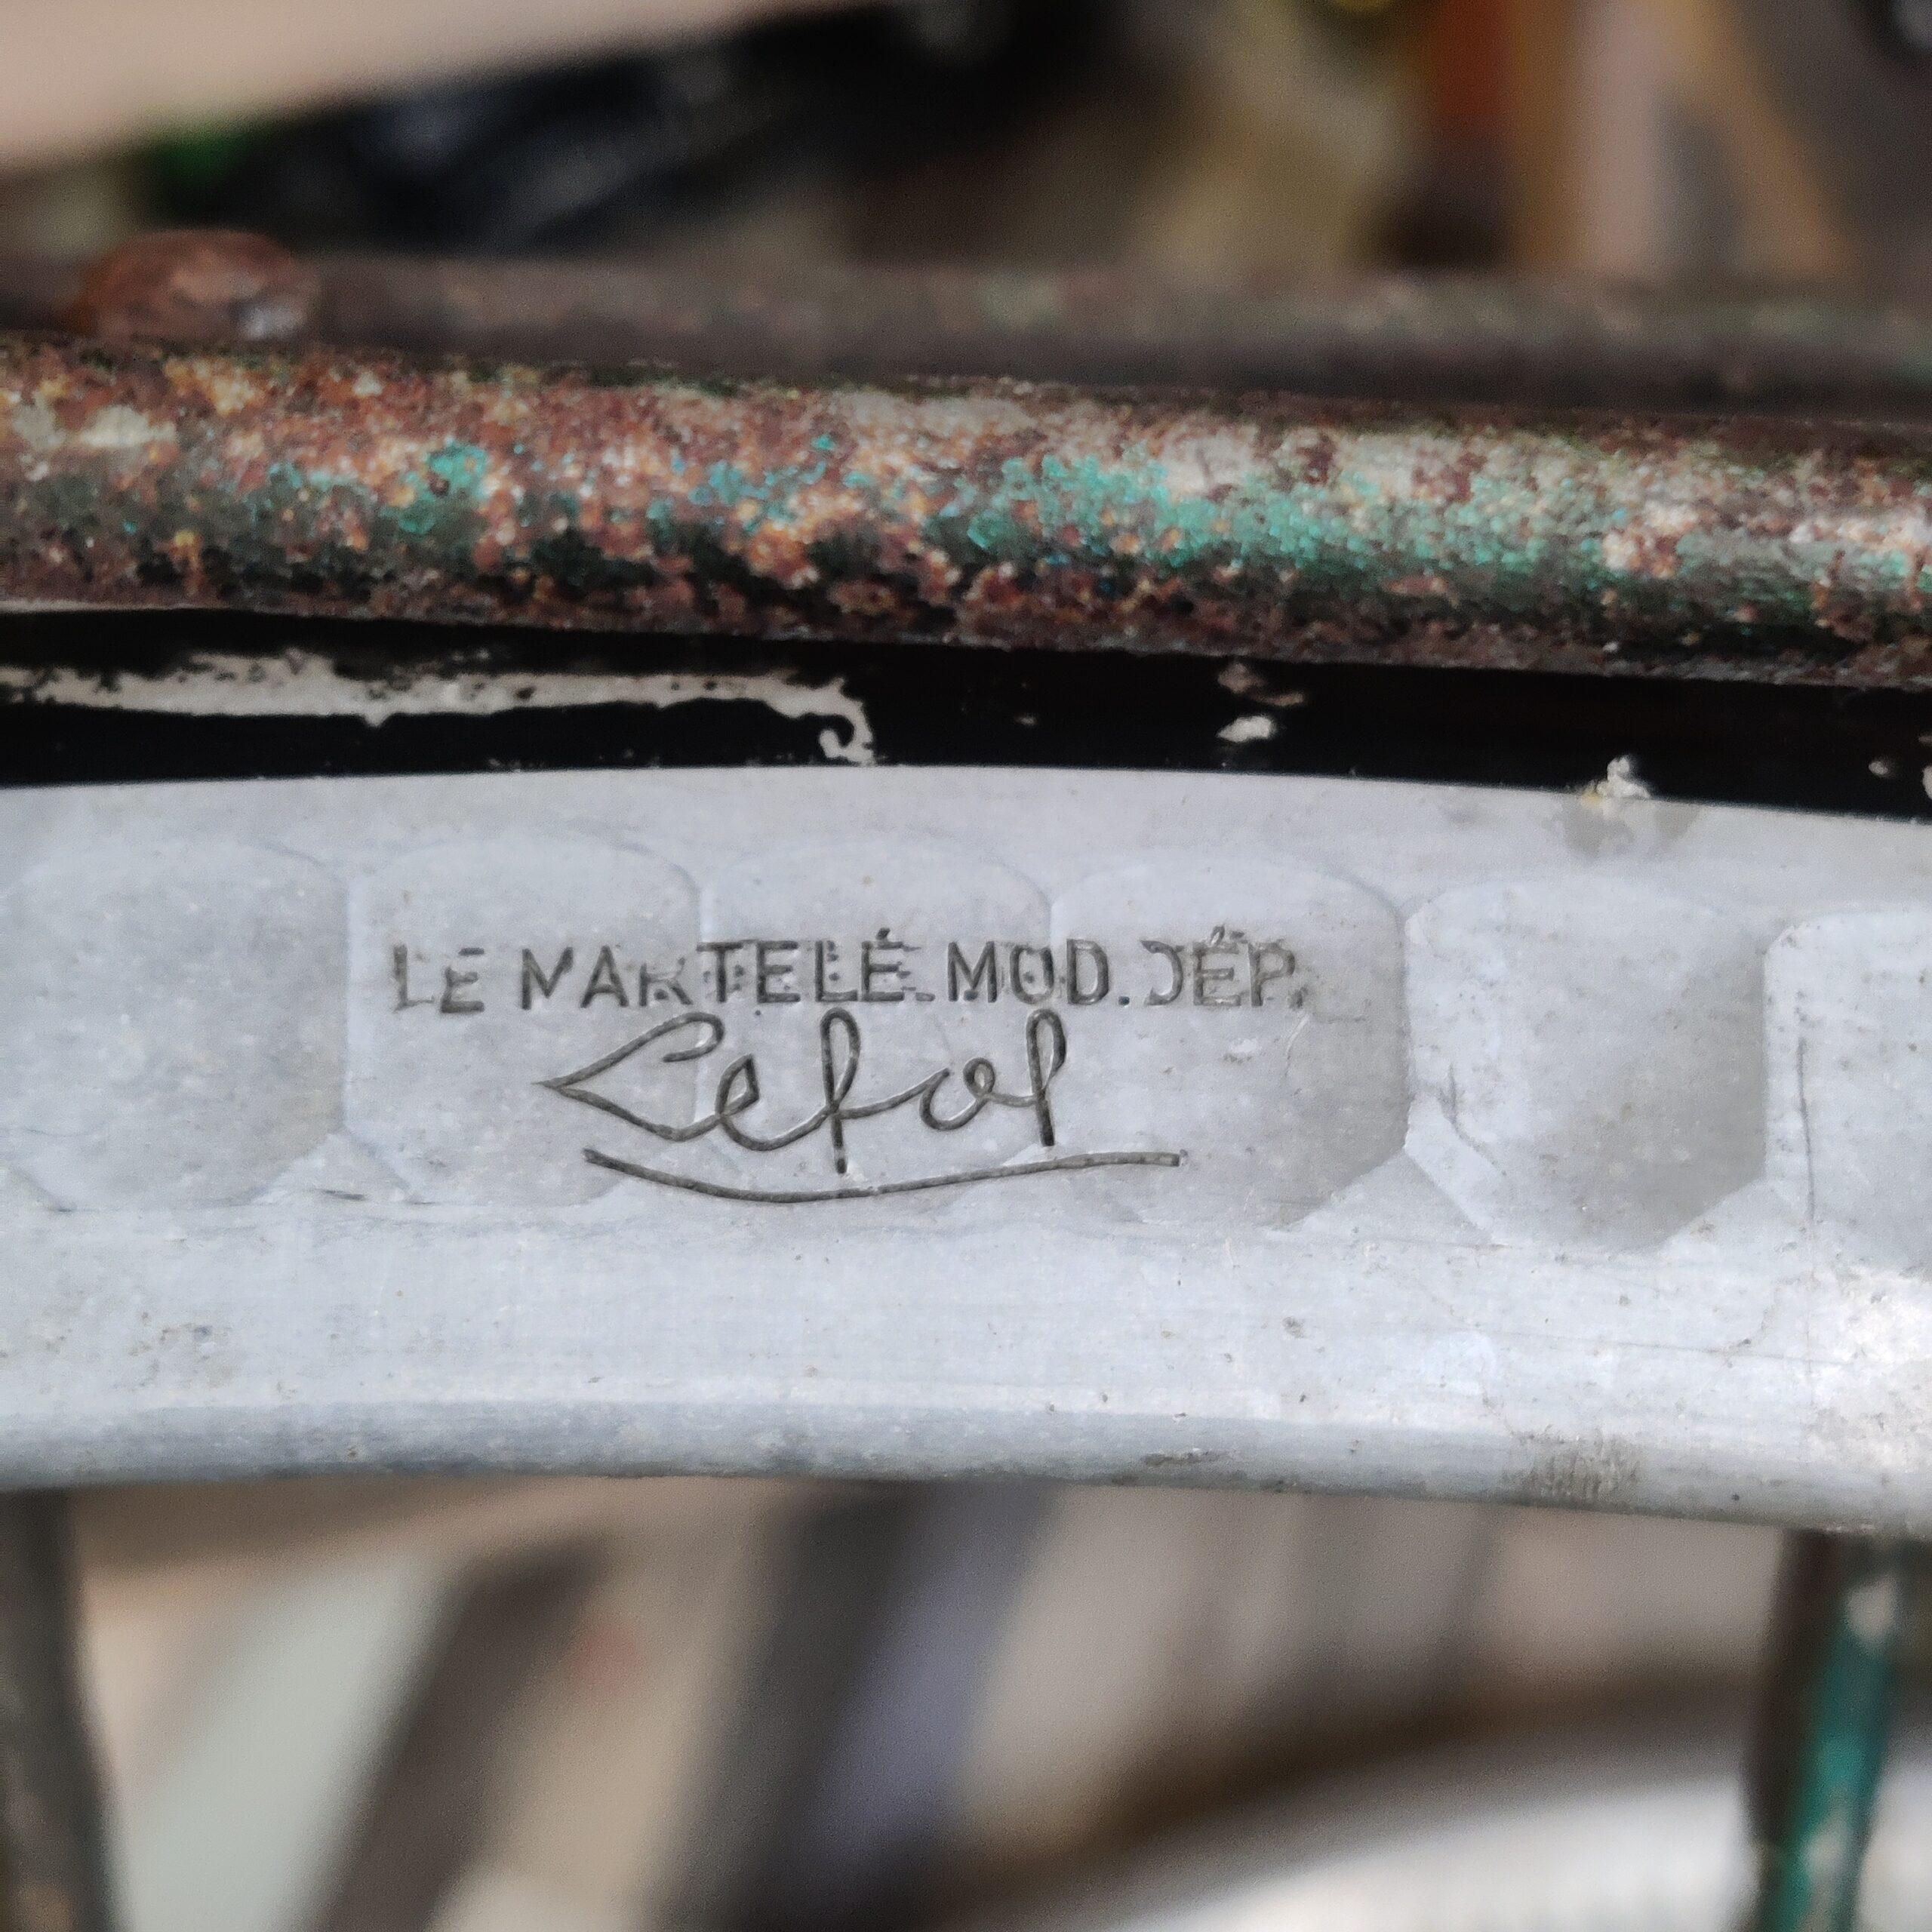 LE MARTELÉ. MOD. DÉP.
Lefol